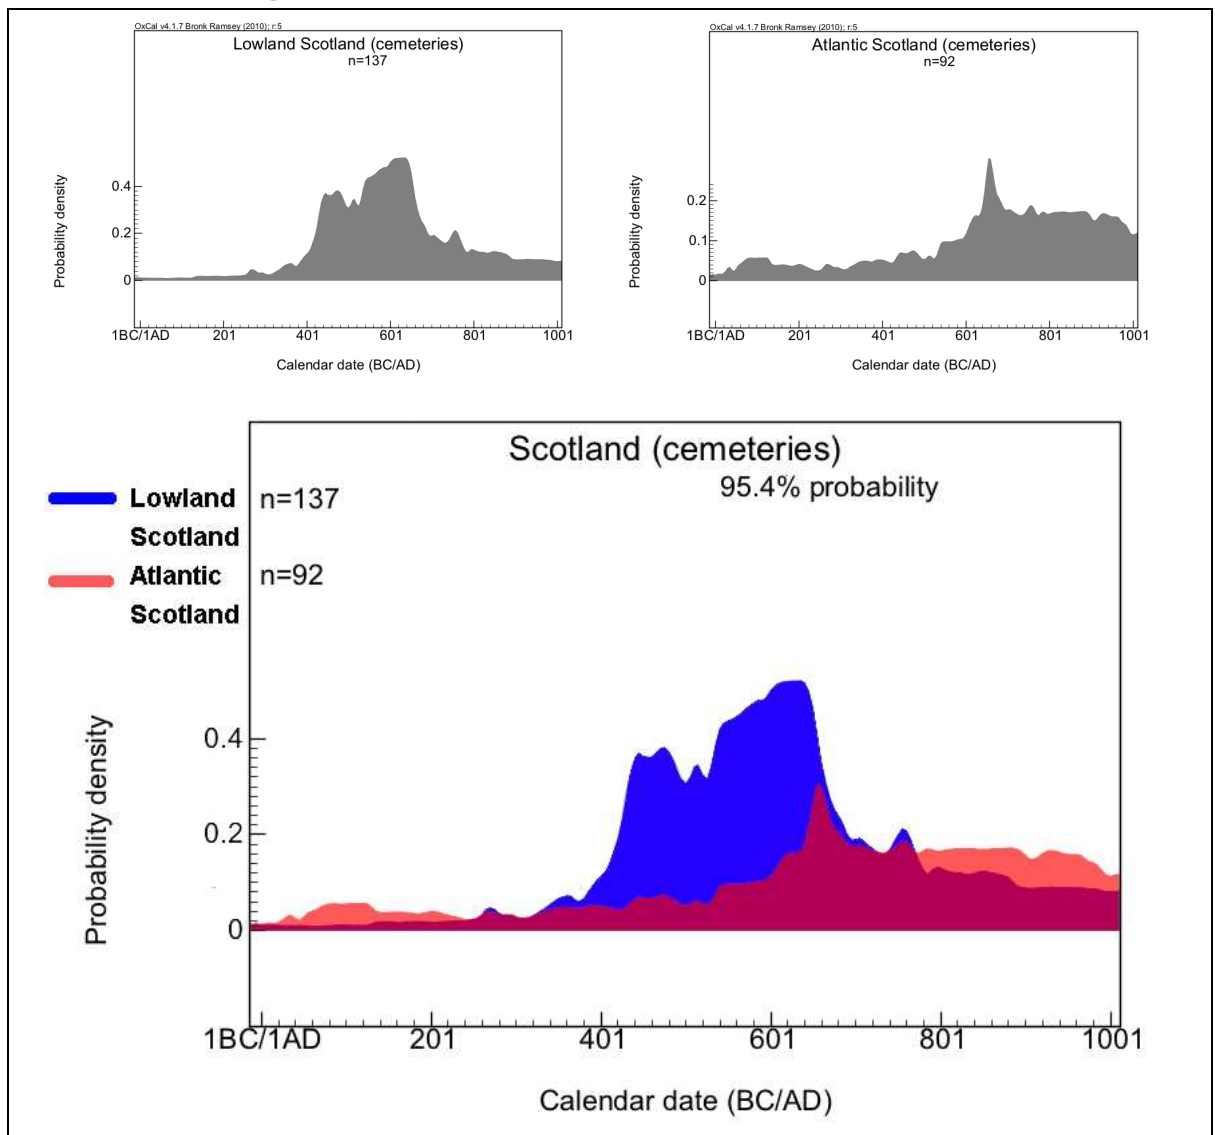 OxCal v4.1.7 Bronk Ramsey (2010); r:5
Lowland Scotland (cemeteries)
n=137
Probability density
0.4
0.2
0
1BC/1AD 201 401 601 801 1001
Calendar date (BC/AD)
OxCal v4.1.7 Bronk Ramsey (2010); r:5
Atlantic Scotland (cemeteries)
n=92
Probability density
0.2
0.1
0
1BC/1AD 201 401 601 801 1001
Calendar date (BC/AD)
Scotland (cemeteries)
95.4% probability
Lowland n=137
Scotland
Atlantic n=92
Scotland
Probability density
0.4
0.2
0
1BC/1AD 201 401 601 801 1001
Calendar date (BC/AD)